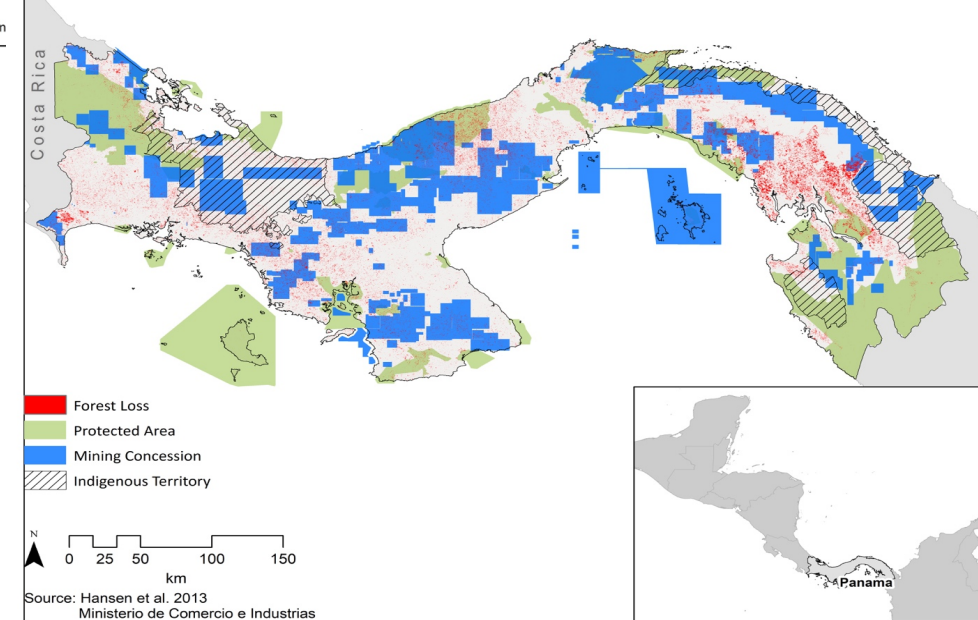 Costa Rica
Forest Loss
Protected Area
Mining Concession
Indigenous Territory
N
0 25 50 100 150
km
Source: Hansen et al. 2013
Ministerio de Comercio e Industrias
Panama